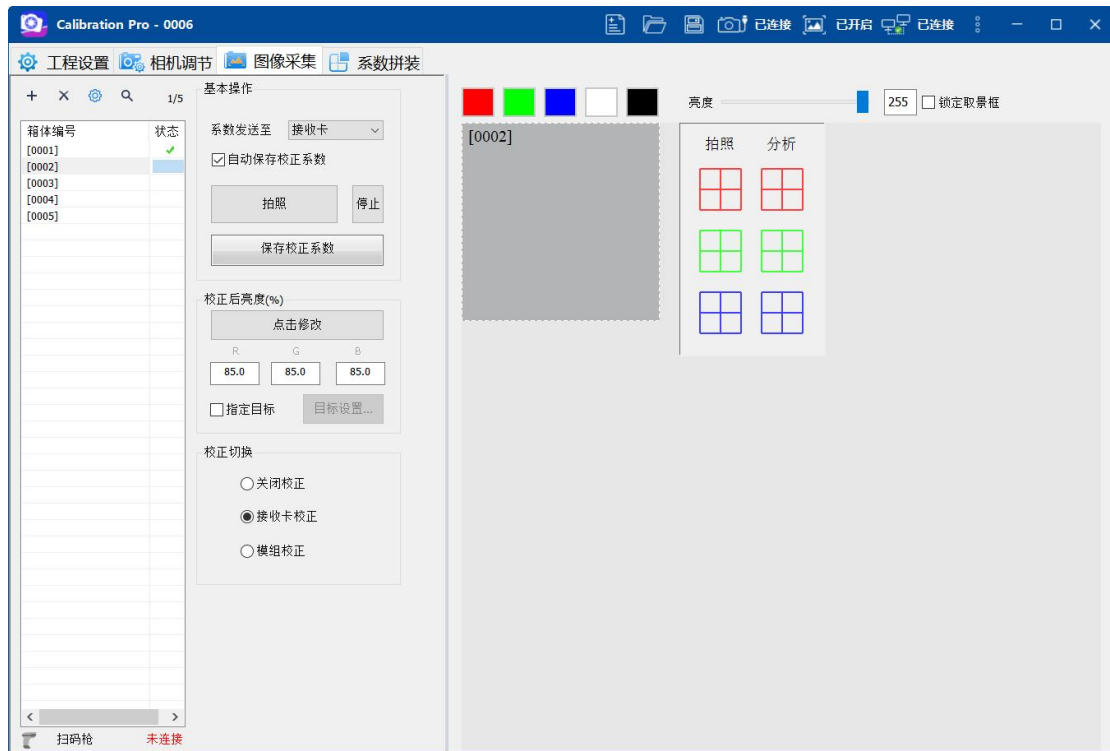 Calibration Pro - 0006 已连接 已开启 已连接
工程设置 相机调节 图像采集 系数拼装
1/5
箱体编号 状态
[0001]
[0002]
[0003]
[0004]
[0005]
扫码枪 未连接
基本操作
系数发送至 接收卡
自动保存校正系数
拍照 停止
保存校正系数
校正后亮度(%)
点击修改
R G B
85.0 85.0 85.0
指定目标 目标设置...
校正切换
关闭校正
接收卡校正
模组校正
亮度 255 锁定取景框
[0002]
拍照 分析